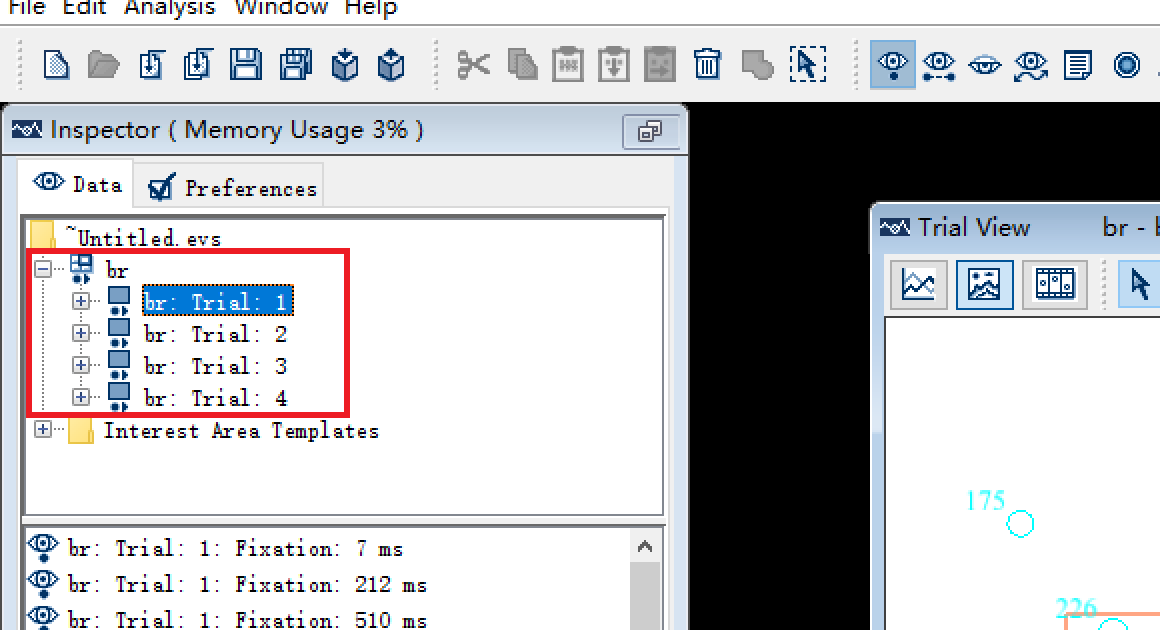 File Edit Analysis Window Help
Inspector ( Memory Usage 3% )
Data Preferences
~Untitled.evs
br
br: Trial: 1
br: Trial: 2
br: Trial: 3
br: Trial: 4
Interest Area Templates
br: Trial: 1: Fixation: 7 ms
br: Trial: 1: Fixation: 212 ms
br: Trial: 1: Fixation: 510 ms
Trial View br -
175
226